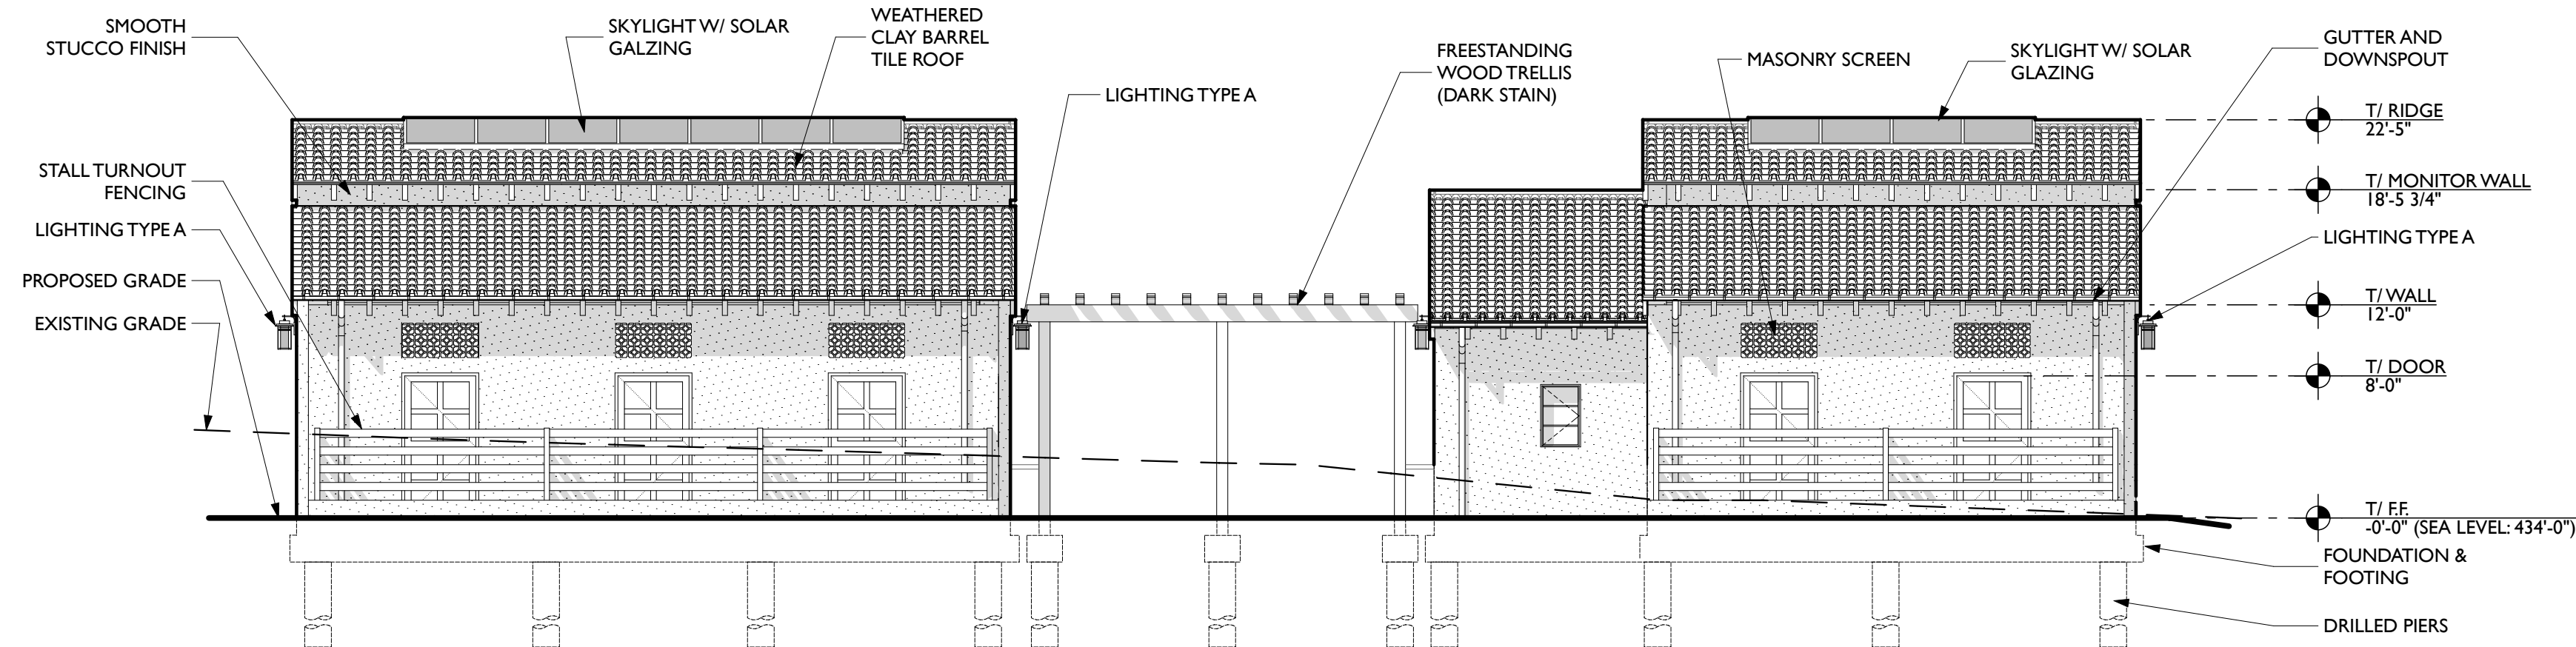 SMOOTH
STUCCO FINISH
SKYLIGHT W/ SOLAR
GALZING
WEATHERED
CLAY BARREL
TILE ROOF
LIGHTING TYPE A
FREESTANDING
WOOD TRELLIS
(DARK STAIN)
MASONRY SCREEN
SKYLIGHT W/ SOLAR
GLAZING
GUTTER AND
DOWNSPOUT
STALL TURNOUT
FENCING
LIGHTING TYPE A
PROPOSED GRADE
EXISTING GRADE
T/ RIDGE
22'-5"
T/ MONITOR WALL
18'-5 3/4"
LIGHTING TYPE A
T/ WALL
12'-0"
T/ DOOR
8'-0"
T/ F.F.
-0'-0" (SEA LEVEL: 434'-0")
FOUNDATION &
FOOTING
DRILLED PIERS